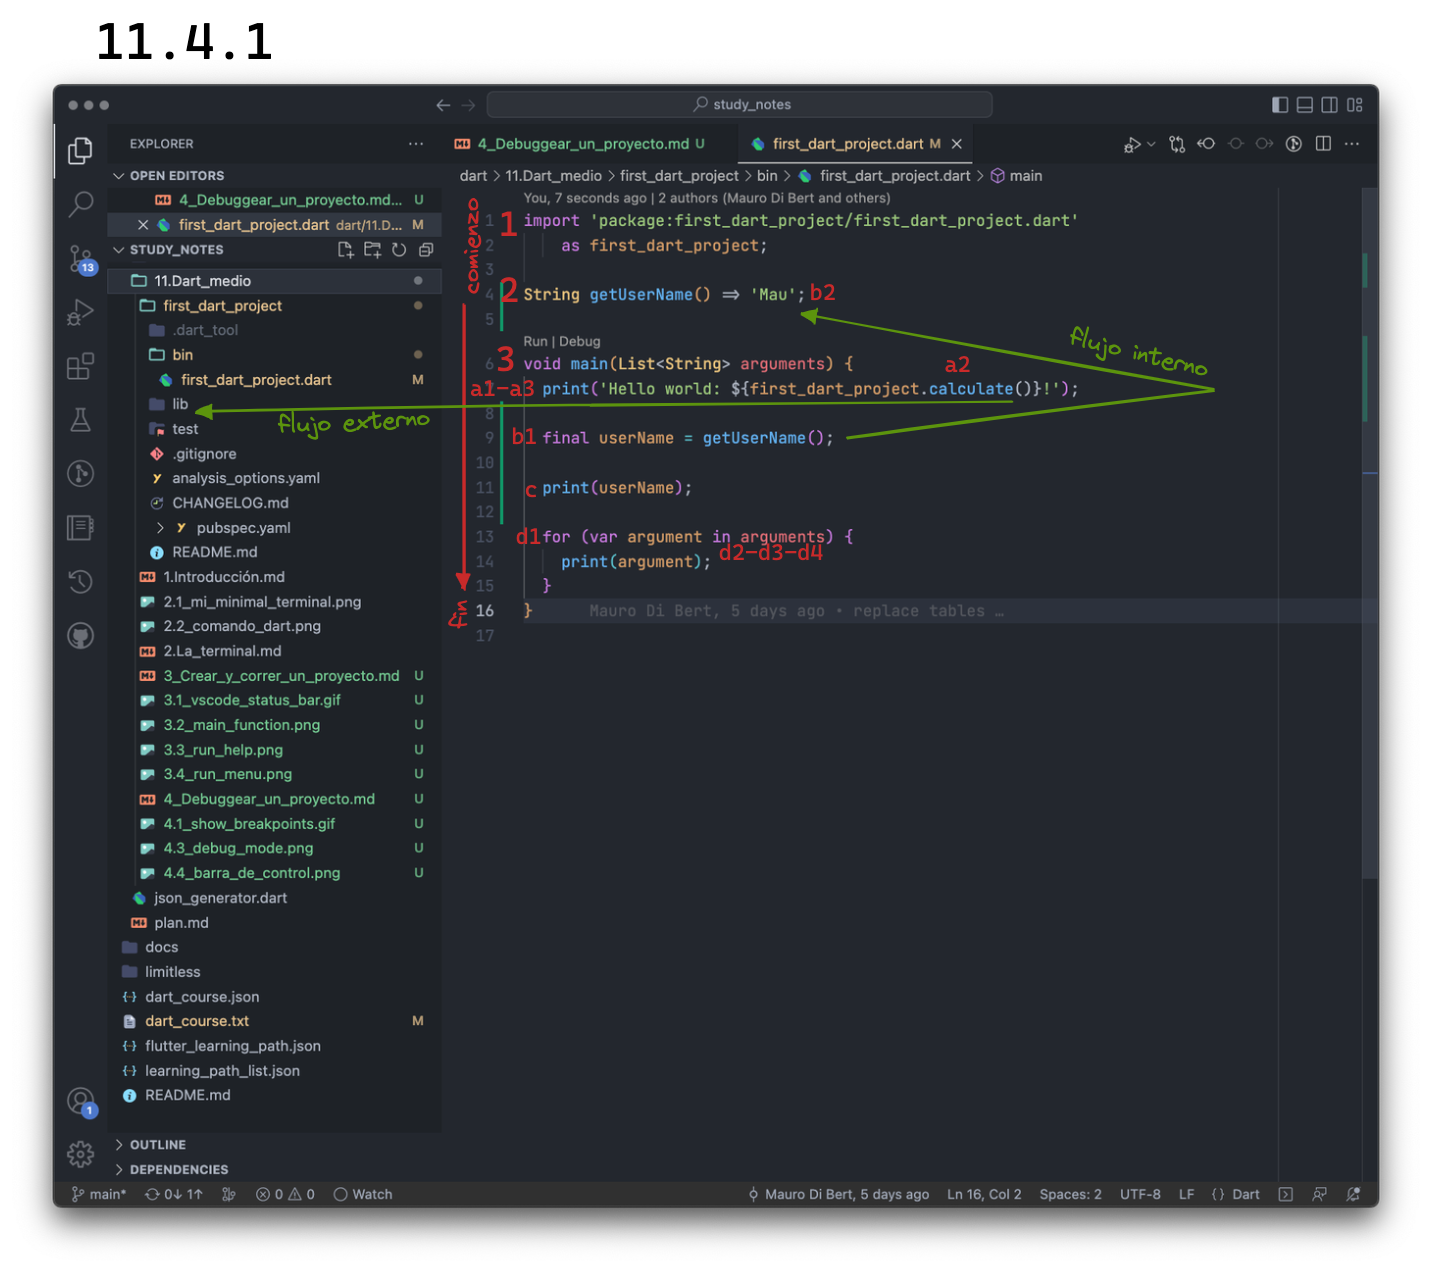 11.4.1
study_notes
EXPLORER
4_Debuggear_un_proyecto.md U
first_dart_project.dart M
OPEN EDITORS
4_Debuggear_un_proyecto.md... U
first_dart_project.dart dart/11.D... M
STUDY_NOTES
11.Dart_medio
first_dart_project
.dart_tool
bin
first_dart_project.dart M
lib
test
.gitignore
analysis_options.yaml
CHANGELOG.md
pubspec.yaml
README.md
1.Introducción.md
2.1_mi_minimal_terminal.png
2.2_comando_dart.png
2.La_terminal.md
3_Crear_y_correr_un_proyecto.md U
3.1_vscode_status_bar.gif U
3.2_main_function.png U
3.3_run_help.png U
3.4_run_menu.png U
4_Debuggear_un_proyecto.md U
4.1_show_breakpoints.gif U
4.3_debug_mode.png U
4.4_barra_de_control.png U
json_generator.dart
plan.md
docs
limitless
dart_course.json
dart_course.txt M
flutter_learning_path.json
learning_path_list.json
README.md
OUTLINE
DEPENDENCIES
13
1
dart > 11.Dart_medio > first_dart_project > bin > first_dart_project.dart > main
You, 7 seconds ago | 2 authors (Mauro Di Bert and others)
comienzo
1 1 import 'package:first_dart_project/first_dart_project.dart'
2 as first_dart_project;
3
4 2 String getUserName() => 'Mau'; b2
5
Run | Debug
flujo interno
6 3 void main(List<String> arguments) { a2
a1-a3 print('Hello world: ${first_dart_project.calculate()}!');
8
flujo externo
9 b1 final userName = getUserName();
10
11 c print(userName);
12
13 d1 for (var argument in arguments) {
14 print(argument); d2-d3-d4
15 }
16 } Mauro Di Bert, 5 days ago • replace tables …
17
main* 0↓ 1↑ 0 0 Watch
Mauro Di Bert, 5 days ago Ln 16, Col 2 Spaces: 2 UTF-8 LF {} Dart